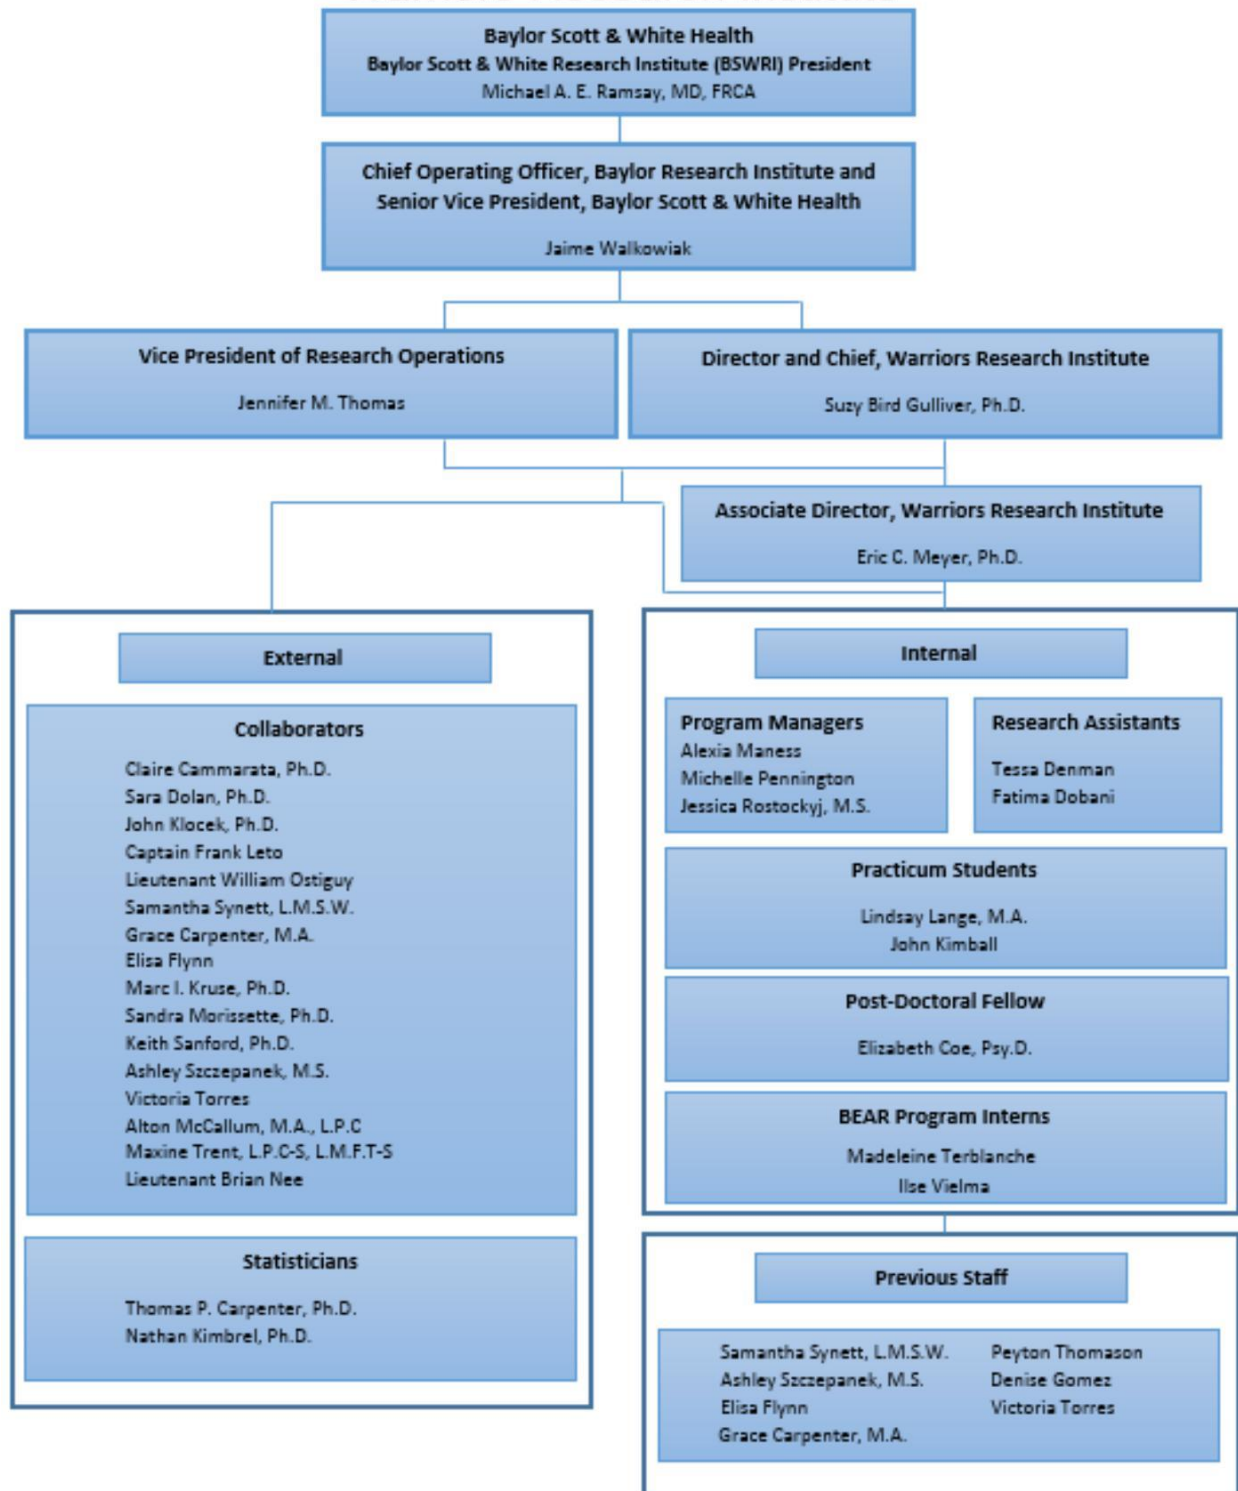 Baylor Scott & White Health
Baylor Scott & White Research Institute (BSWRI) President
Michael A. E. Ramsay, MD, FRCA
Chief Operating Officer, Baylor Research Institute and
Senior Vice President, Baylor Scott & White Health
Jaime Walkowiak
Vice President of Research Operations
Jennifer M. Thomas
Director and Chief, Warriors Research Institute
Suzy Bird Gulliver, Ph.D.
Associate Director, Warriors Research Institute
Eric C. Meyer, Ph.D.
External
Collaborators
Claire Cammarata, Ph.D.
Sara Dolan, Ph.D.
John Klocek, Ph.D.
Captain Frank Leto
Lieutenant William Ostiguy
Samantha Synett, L.M.S.W.
Grace Carpenter, M.A.
Elisa Flynn
Marc I. Kruse, Ph.D.
Sandra Morissette, Ph.D.
Keith Sanford, Ph.D.
Ashley Szczepanek, M.S.
Victoria Torres
Alton McCallum, M.A., L.P.C
Maxine Trent, L.P.C-S, L.M.F.T-S
Lieutenant Brian Nee
Statisticians
Thomas P. Carpenter, Ph.D.
Nathan Kimbrel, Ph.D.
Internal
Program Managers
Alexia Maness
Michelle Pennington
Jessica Rostockyj, M.S.
Research Assistants
Tessa Denman
Fatima Dobani
Practicum Students
Lindsay Lange, M.A.
John Kimball
Post-Doctoral Fellow
Elizabeth Coe, Psy.D.
BEAR Program Interns
Madeleine Terblanche
Ilse Vielma
Previous Staff
Samantha Synett, L.M.S.W.
Ashley Szczepanek, M.S.
Elisa Flynn
Grace Carpenter, M.A.
Peyton Thomason
Denise Gomez
Victoria Torres